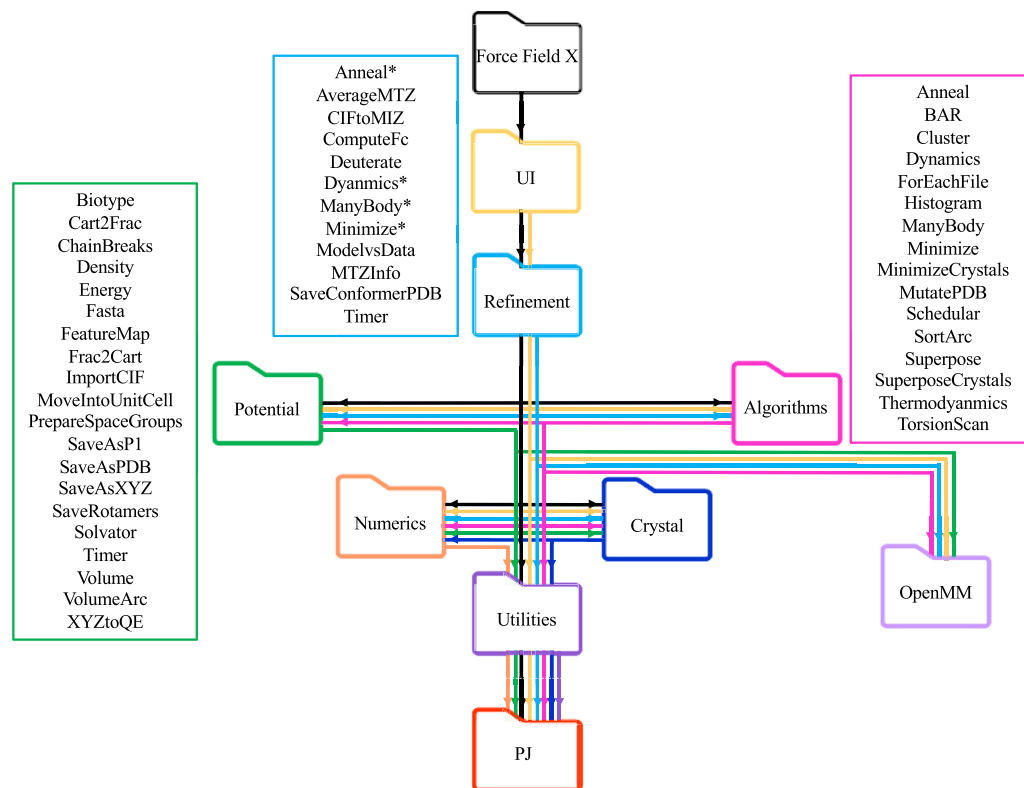 Force Field X
UI
Refinement
Anneal*
AverageMTZ
CIFtoMIZ
ComputeFc
Deuterate
Dyanmics*
ManyBody*
Minimize*
ModelvsData
MTZInfo
SaveConformerPDB
Timer
Anneal
BAR
Cluster
Dynamics
ForEachFile
Histogram
ManyBody
Minimize
MinimizeCrystals
MutatePDB
Schedular
SortArc
Superpose
SuperposeCrystals
Thermodyanmics
TorsionScan
Biotype
Cart2Frac
ChainBreaks
Density
Energy
Fasta
FeatureMap
Frac2Cart
ImportCIF
MoveIntoUnitCell
PrepareSpaceGroups
SaveAsP1
SaveAsPDB
SaveAsXYZ
SaveRotamers
Solvator
Timer
Volume
VolumeArc
XYZtoQE
Potential
Algorithms
Numerics
Crystal
OpenMM
Utilities
PJ